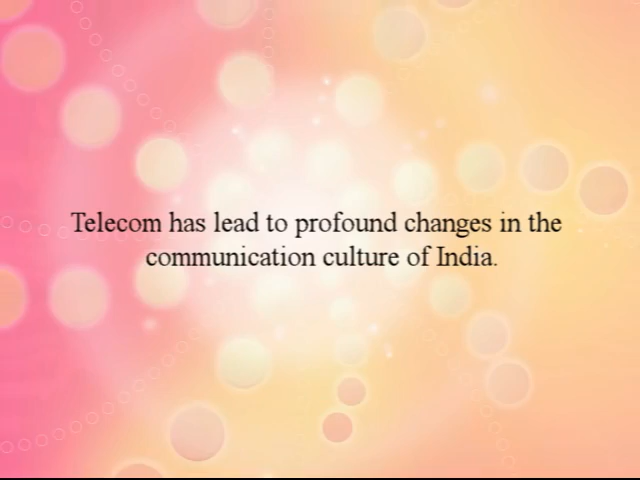 Telecom has lead to profound changes in the
communication culture of India.